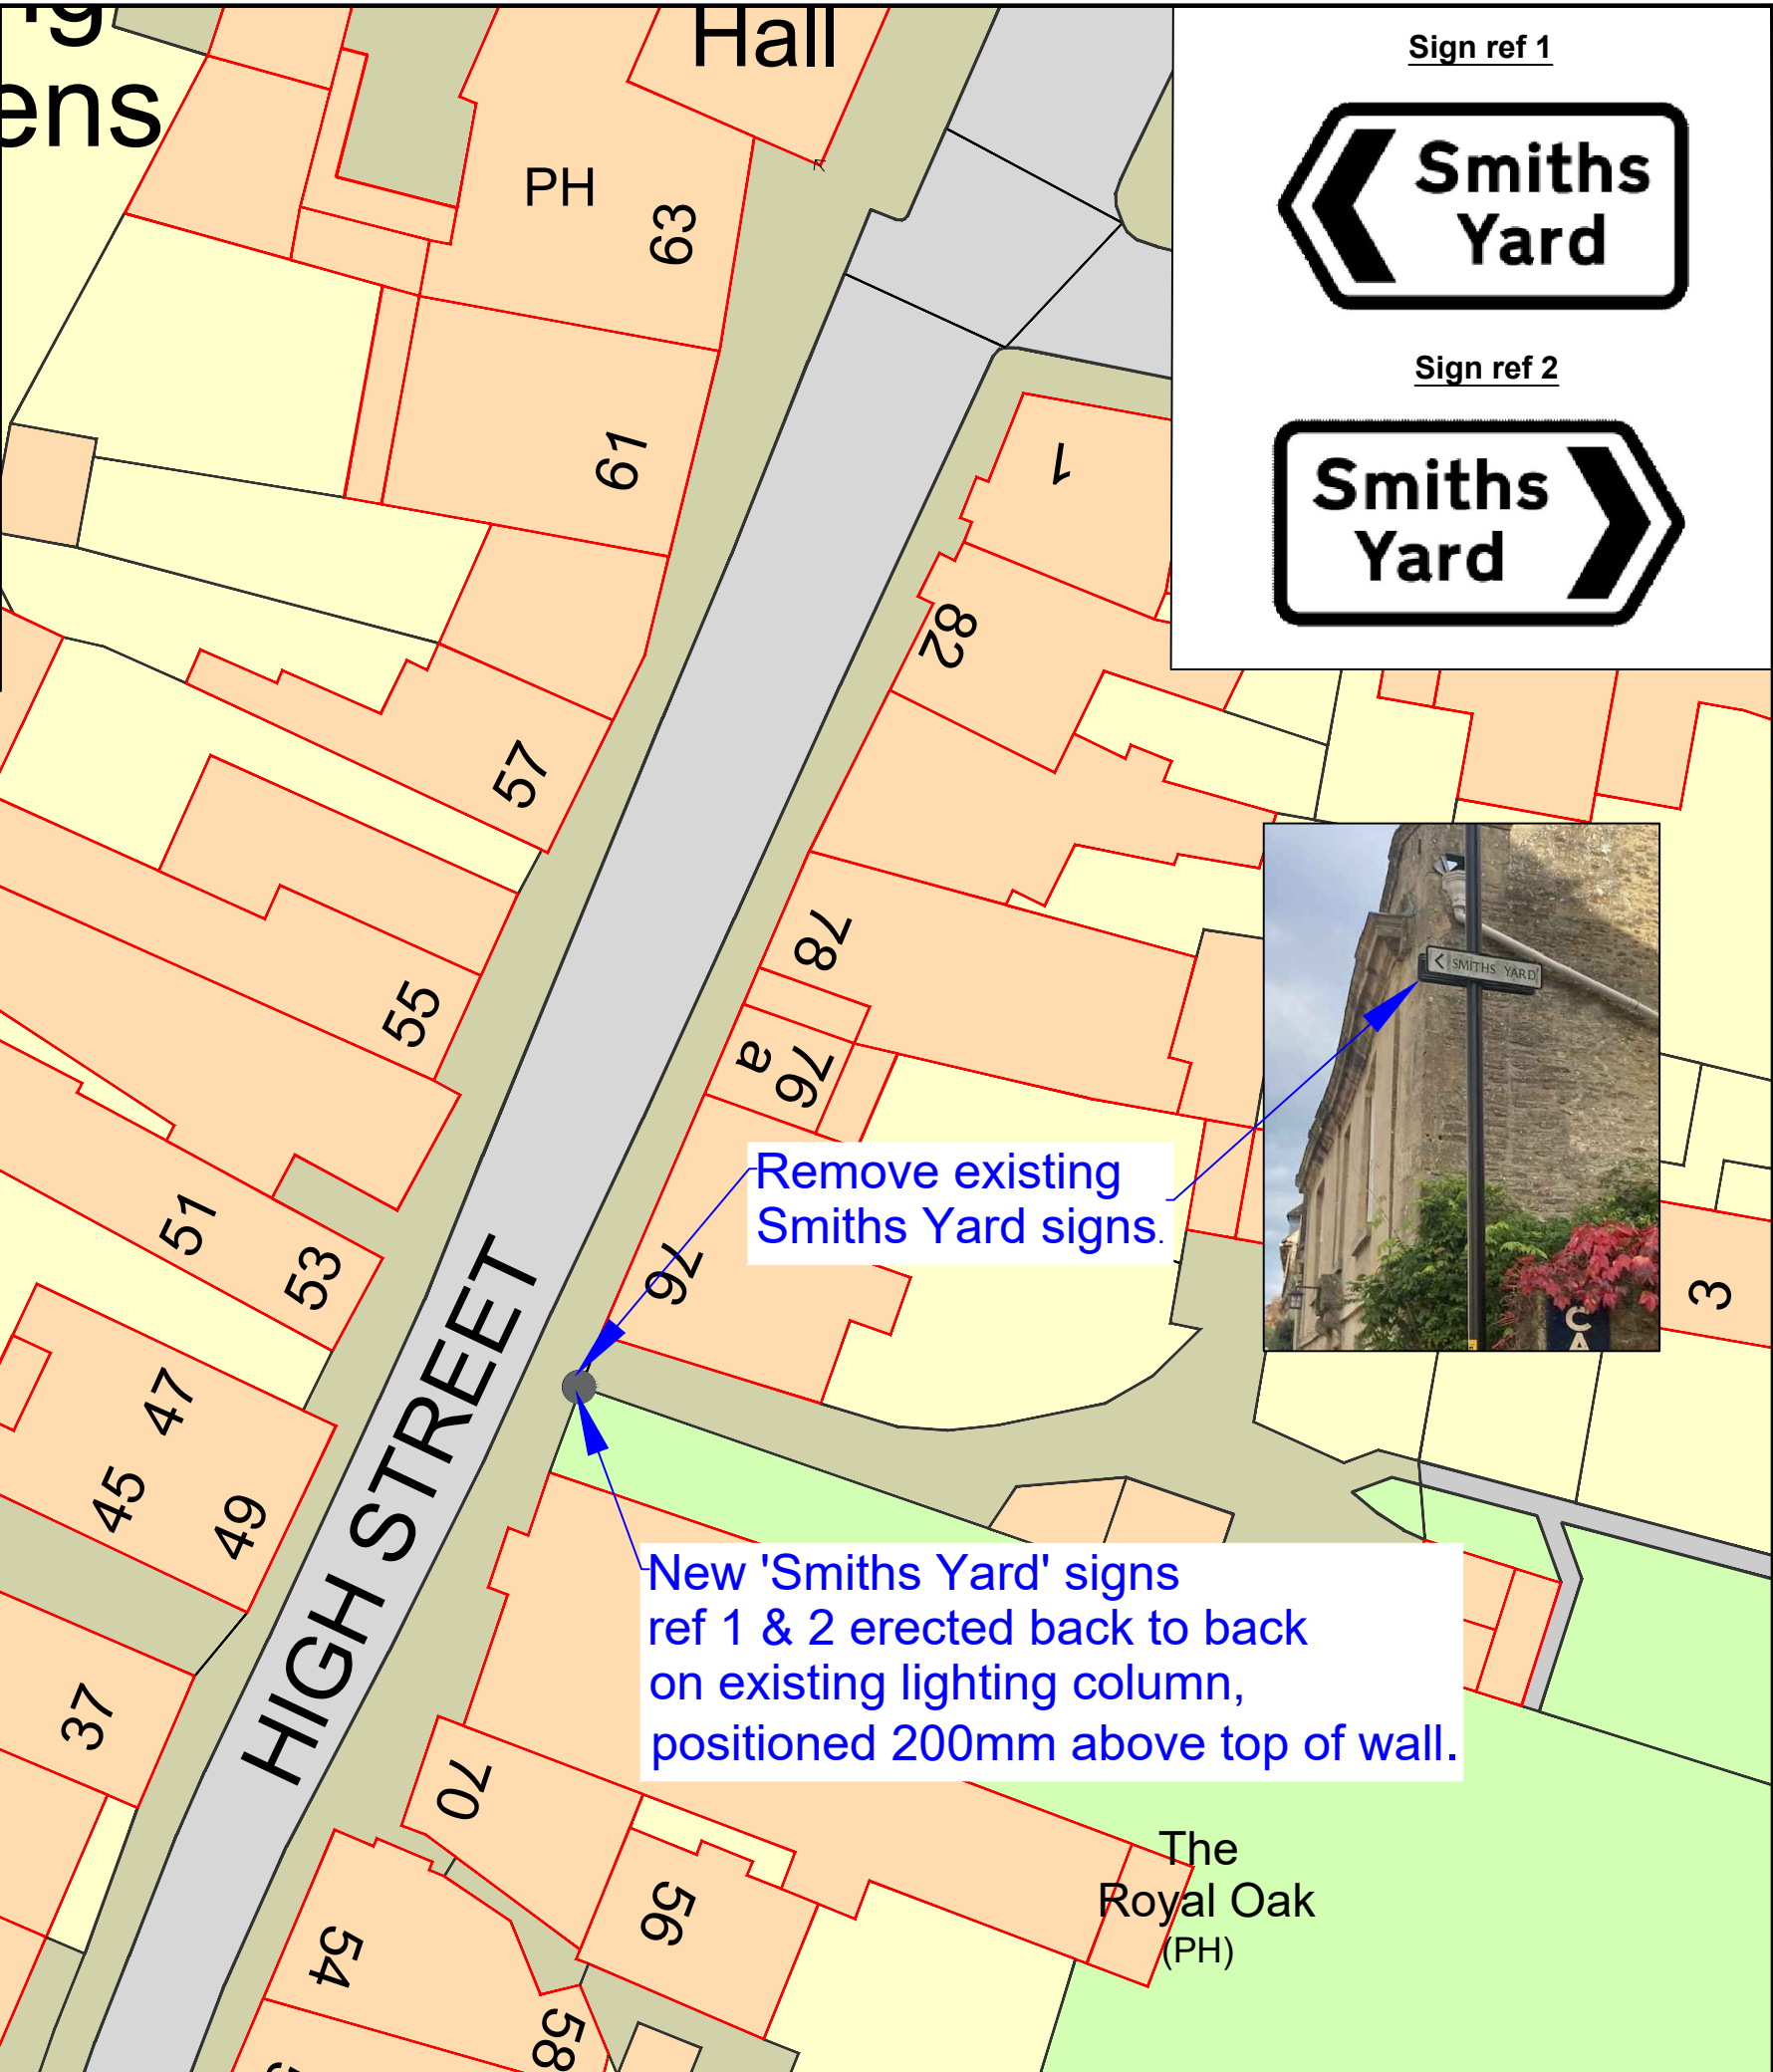 Hall
ens
PH
63
61
57
55
51
53
47
45
49
37
HIGH STREET
1
82
78
76
a
76
70
56
54
58
3
Sign ref 1
Smiths
Yard
Sign ref 2
Smiths
Yard
< SMITHS YARD
CA
Remove existing
Smiths Yard signs.
New 'Smiths Yard' signs
ref 1 & 2 erected back to back
on existing lighting column,
positioned 200mm above top of wall.
The
Royal Oak
(PH)